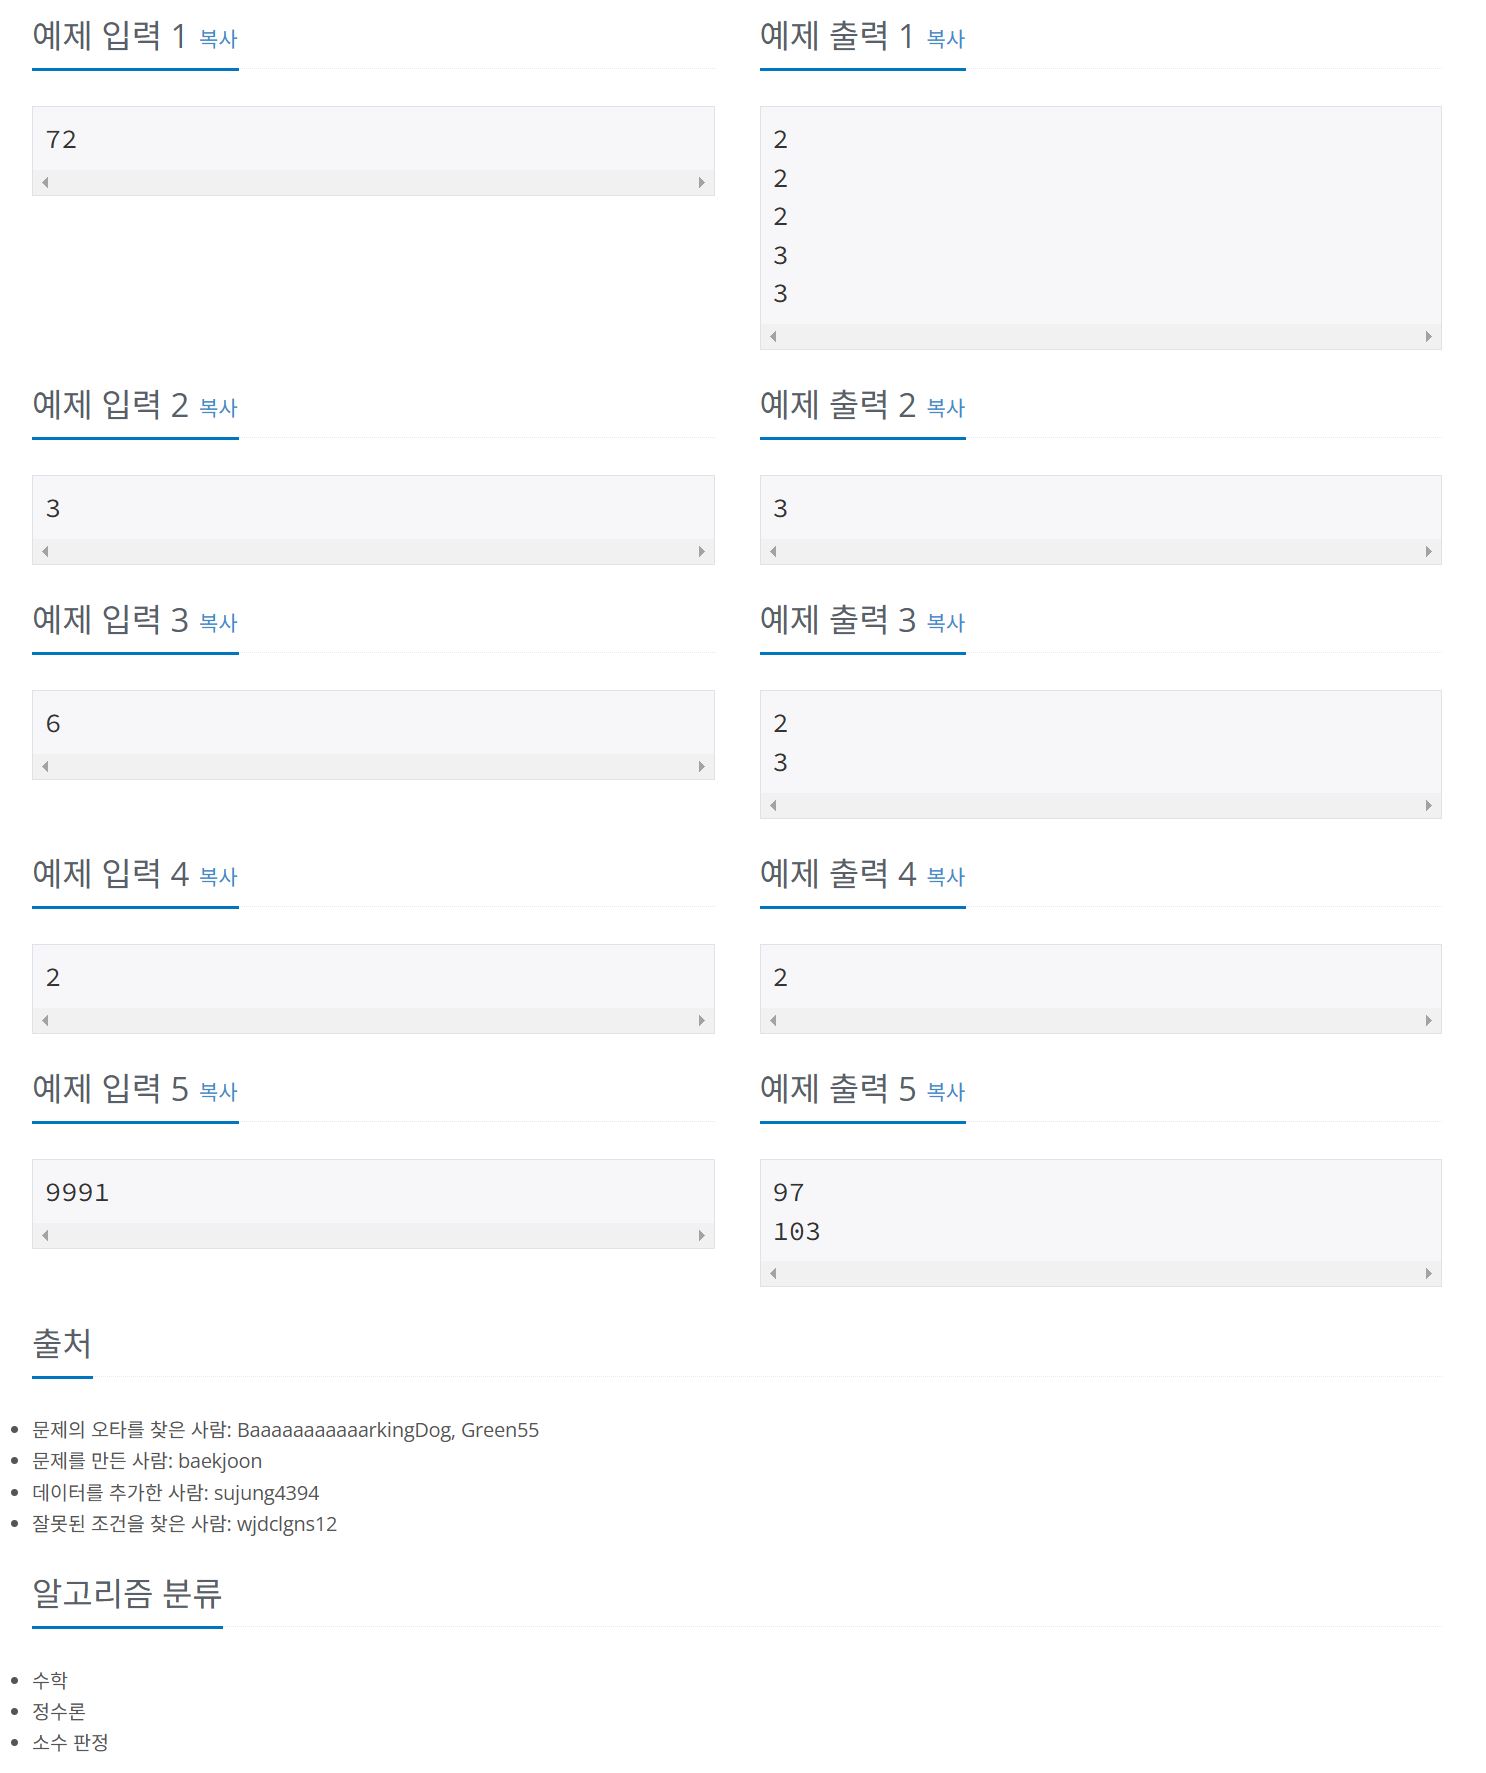 예제 입력 1 복사
72
예제 출력 1 복사
2
2
2
3
3
예제 입력 2 복사
3
예제 출력 2 복사
3
예제 입력 3 복사
6
예제 출력 3 복사
2
3
예제 입력 4 복사
2
예제 출력 4 복사
2
예제 입력 5 복사
9991
예제 출력 5 복사
97
103
출처
문제의 오타를 찾은 사람: BaaaaaaaaaaarkingDog, Green55
문제를 만든 사람: baekjoon
데이터를 추가한 사람: sujung4394
잘못된 조건을 찾은 사람: wjdclgns12
알고리즘 분류
수학
정수론
소수 판정